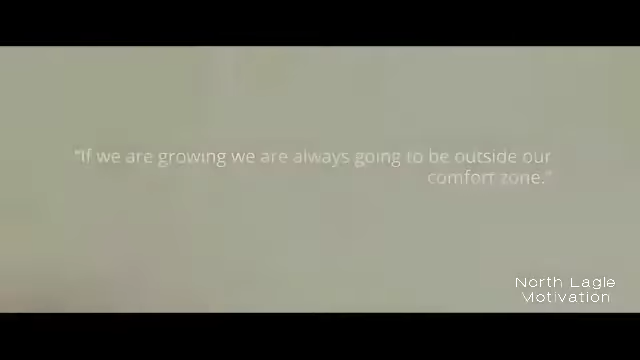 "If we are growing we are always going to be outside our
comfort zone."
North Lagle
Motivation